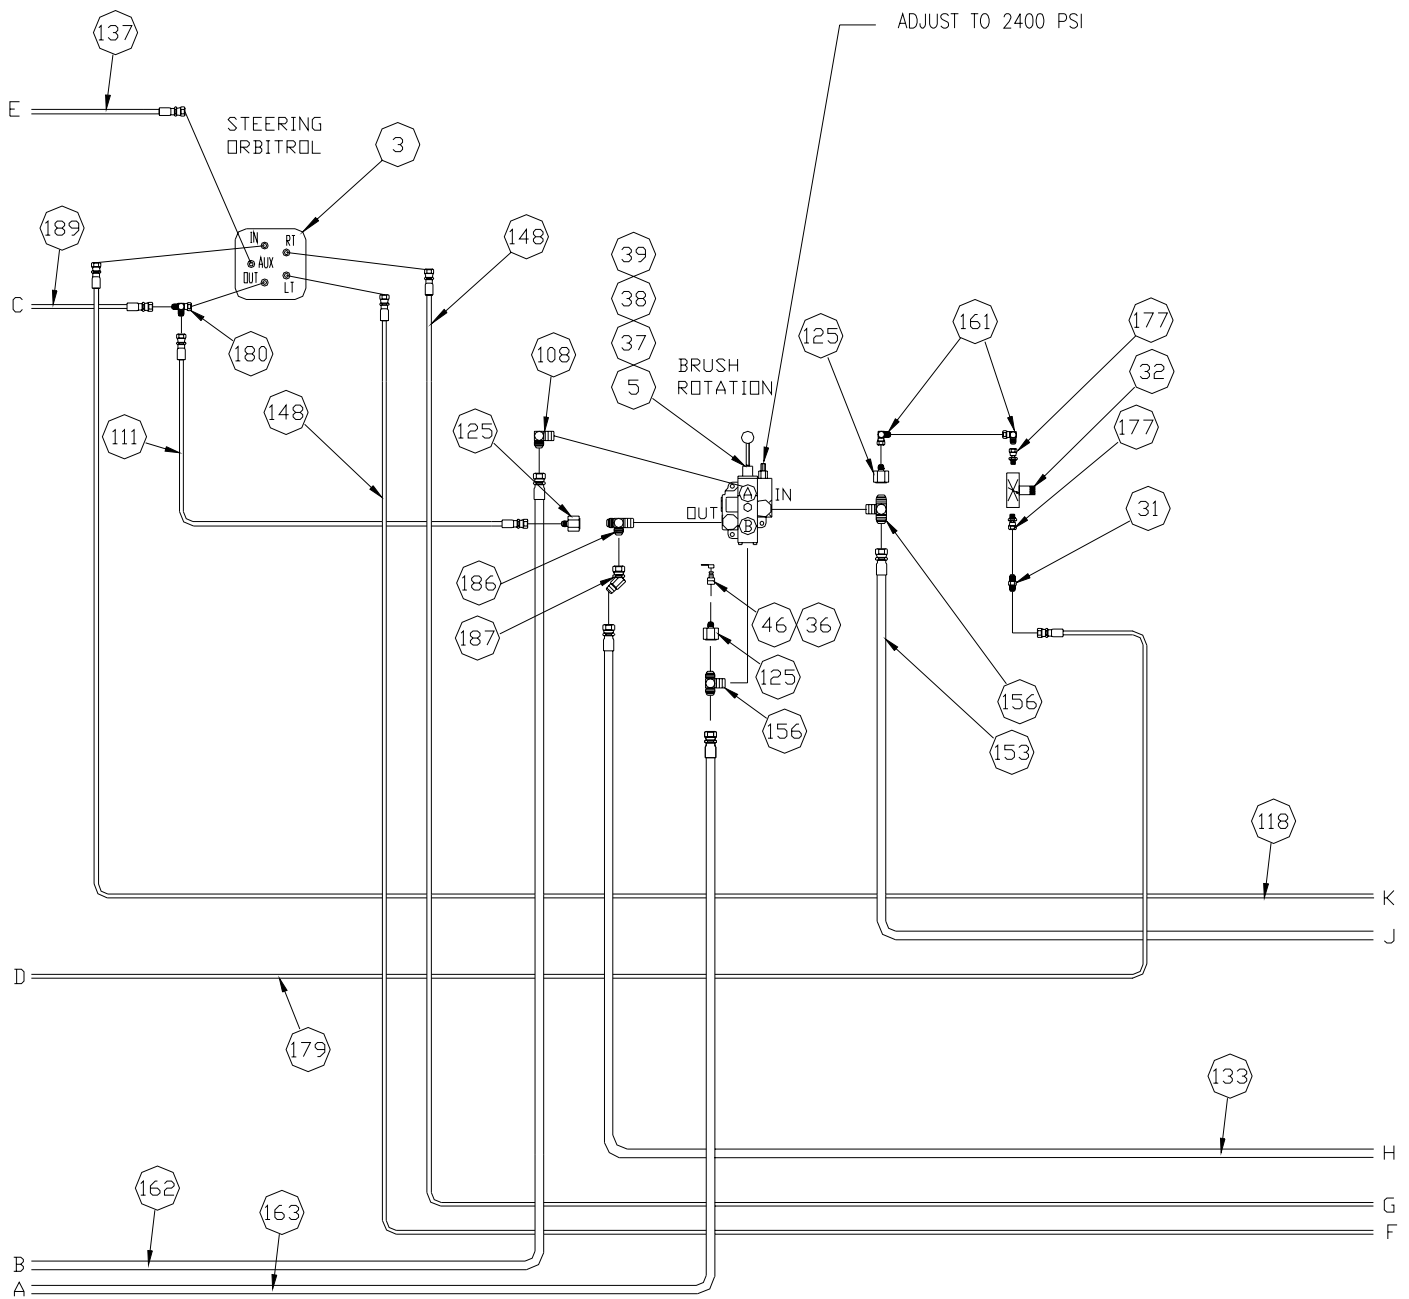 ADJUST TO 2400 PSI
137
E
STEERING
ORBITROL
3
189
148
IN
RT
AUX
OUT
LT
C
180
39
38
37
5
BRUSH
ROTATION
108
125
161
177
32
177
111
148
125
A
IN
OUT
B
31
186
187
46
36
125
156
156
153
118
K
J
D
179
133
H
162
163
G
F
B
A